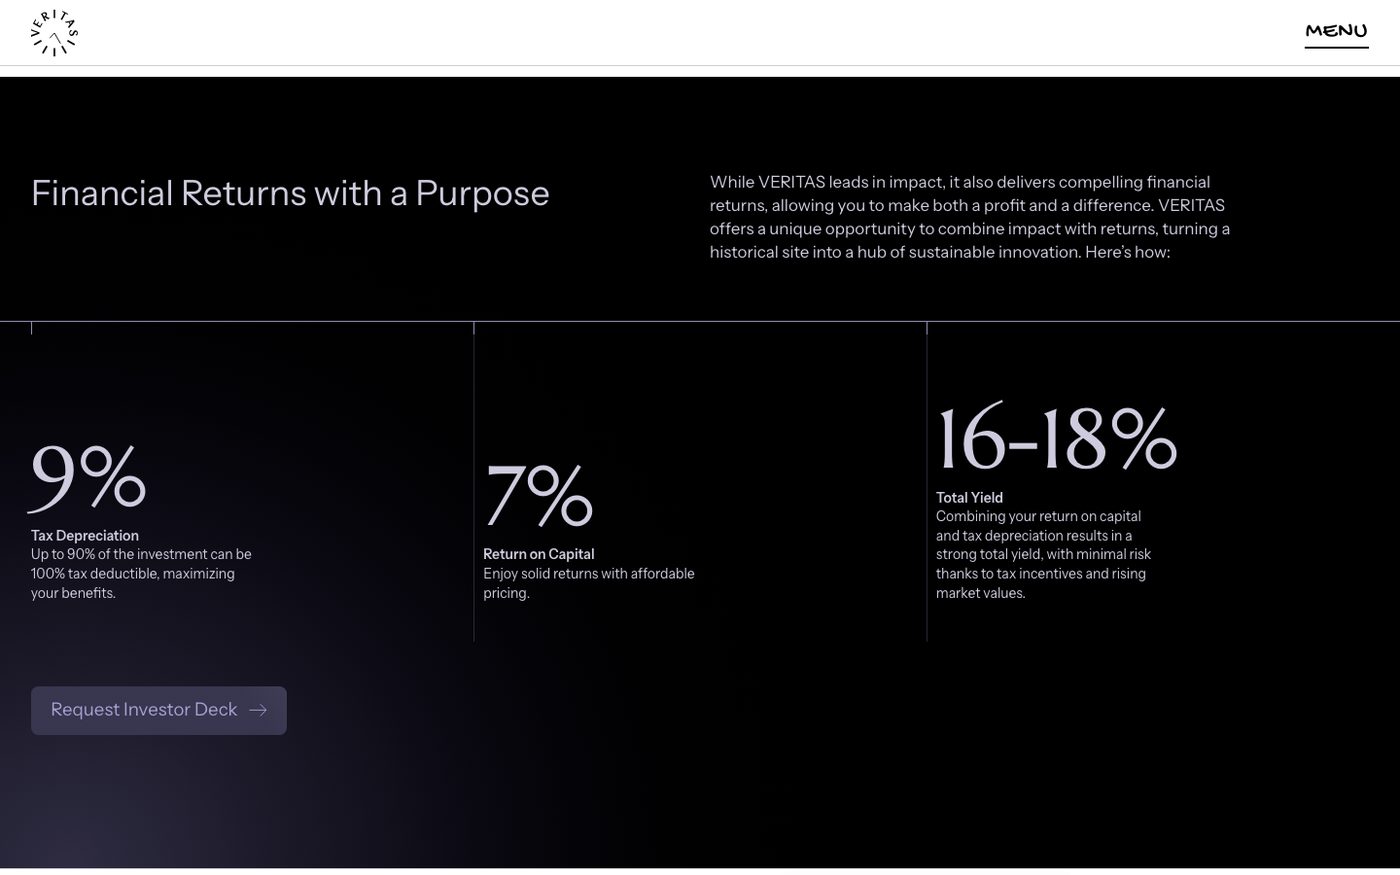 VERITAS
MENU
Financial Returns with a Purpose
While VERITAS leads in impact, it also delivers compelling financial
returns, allowing you to make both a profit and a difference. VERITAS
offers a unique opportunity to combine impact with returns, turning a
historical site into a hub of sustainable innovation. Here’s how:
9%
Tax Depreciation
Up to 90% of the investment can be
100% tax deductible, maximizing
your benefits.
7%
Return on Capital
Enjoy solid returns with affordable
pricing.
16-18%
Total Yield
Combining your return on capital
and tax depreciation results in a
strong total yield, with minimal risk
thanks to tax incentives and rising
market values.
Request Investor Deck →